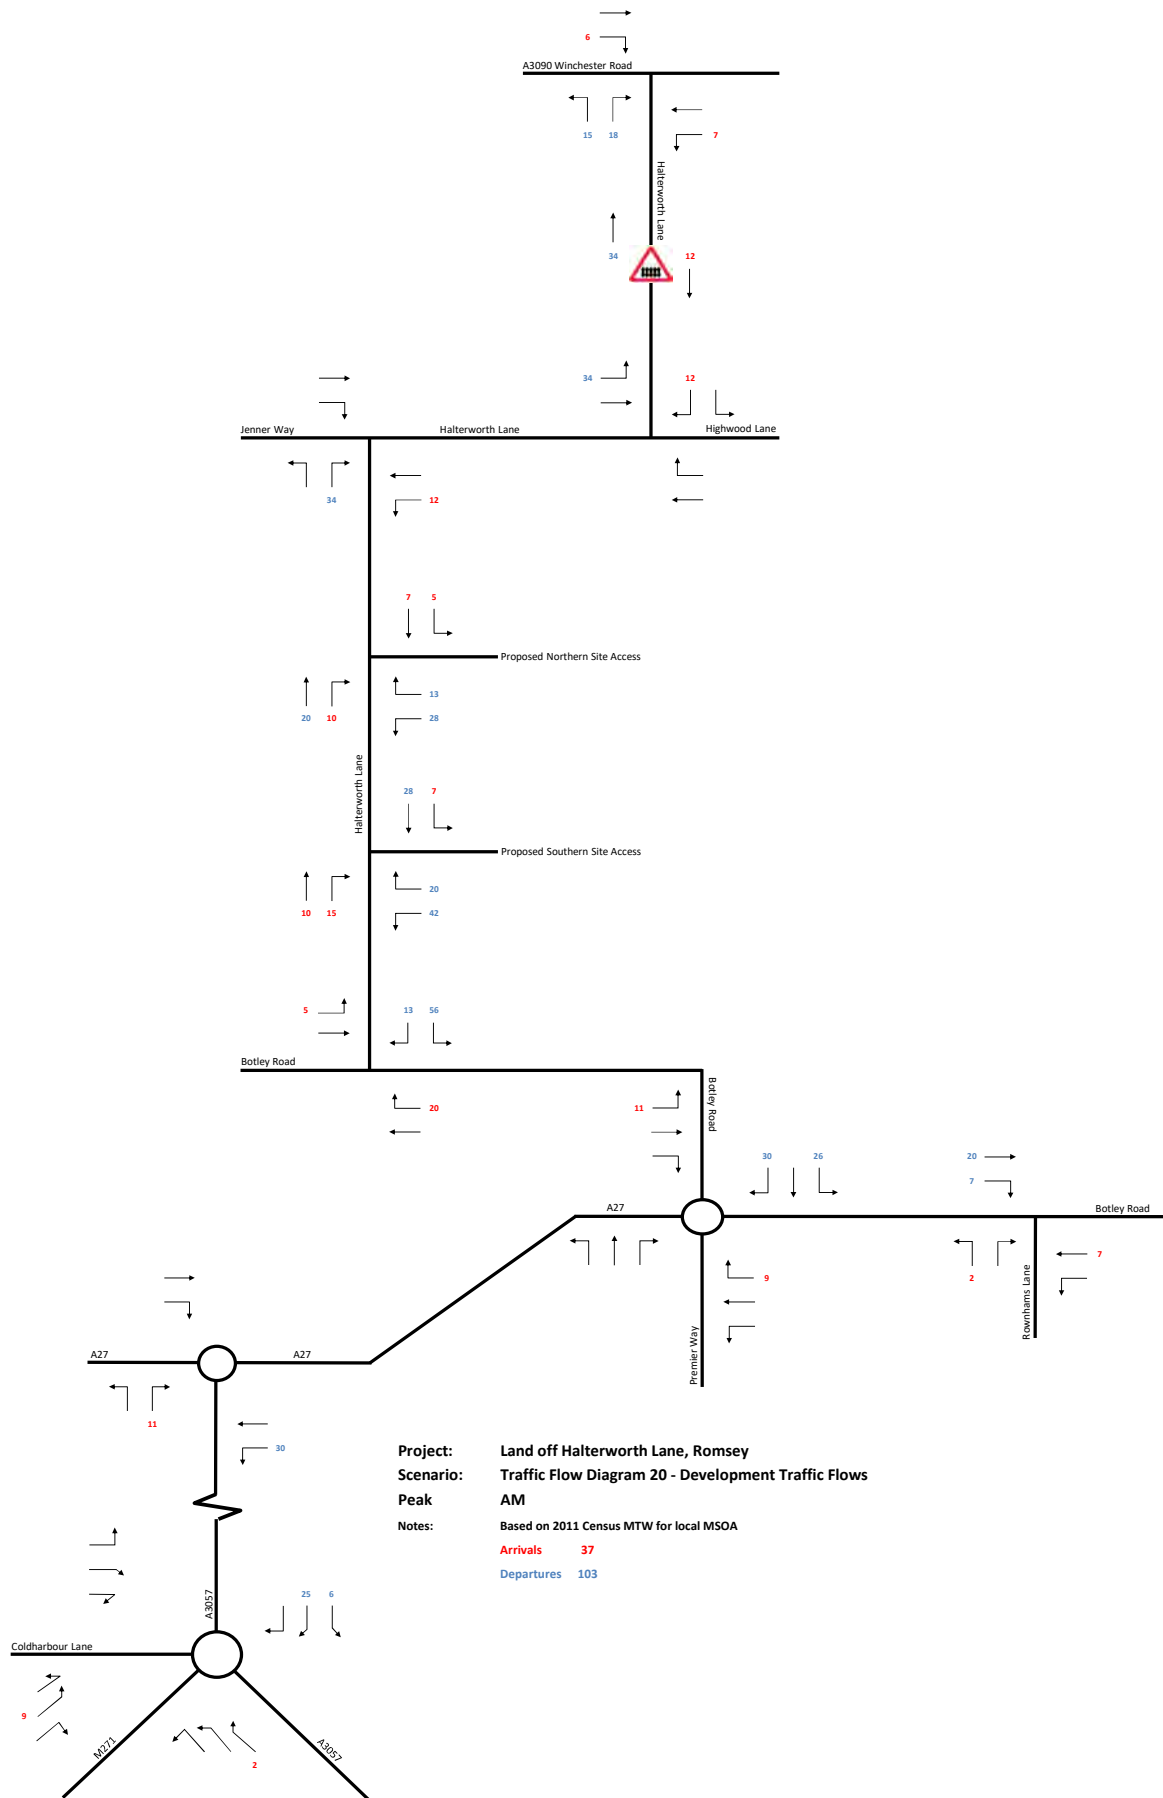 6
A3090 Winchester Road
15 18
7
Halterworth Lane
34
12
34
12
Jenner Way
Halterworth Lane
Highwood Lane
34
12
7 5
Proposed Northern Site Access
13
20 10
28
Halterworth Lane
28 7
Proposed Southern Site Access
20
10 15
42
5
13 56
Botley Road
Botley Road
20
11
30 26
20
7
A27
Botley Road
9
2
7
Rownhams Lane
Premier Way
A27
A27
11
30
Project: Land off Halterworth Lane, Romsey
Scenario: Traffic Flow Diagram 20 - Development Traffic Flows
Peak AM
Notes: Based on 2011 Census MTW for local MSOA
Arrivals 37
Departures 103
A3057
25 6
Coldharbour Lane
9
M271
A3057
2